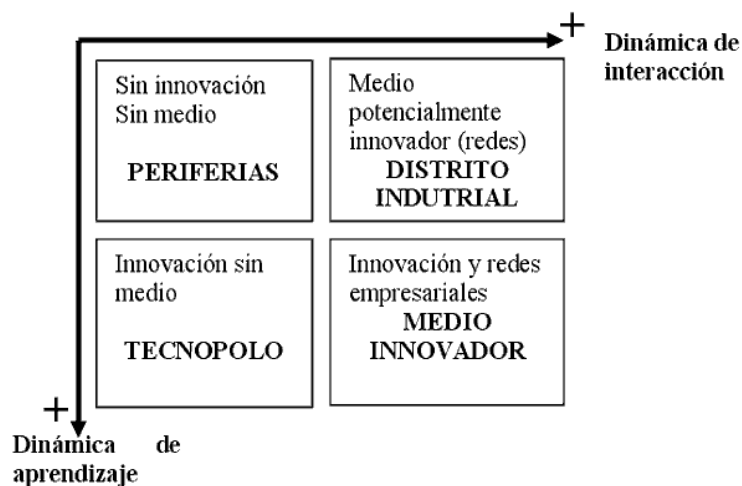 +
Dinámica de
interacción
Sin innovación
Sin medio
PERIFERIAS
Medio
potencialmente
innovador (redes)
DISTRITO
INDUTRIAL
Innovación sin
medio
TECNOPOLO
Innovación y redes
empresariales
MEDIO
INNOVADOR
+
Dinámica de
aprendizaje